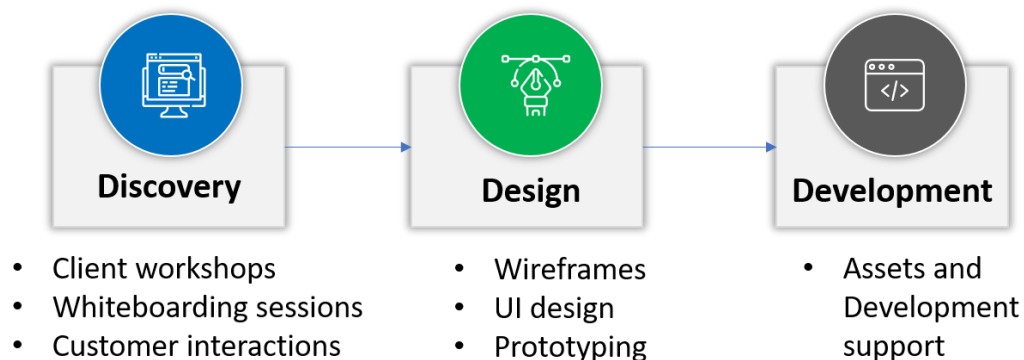 Discovery
Design
Development
• Client workshops
• Whiteboarding sessions
• Customer interactions
• Wireframes
• UI design
• Prototyping
• Assets and
Development
support